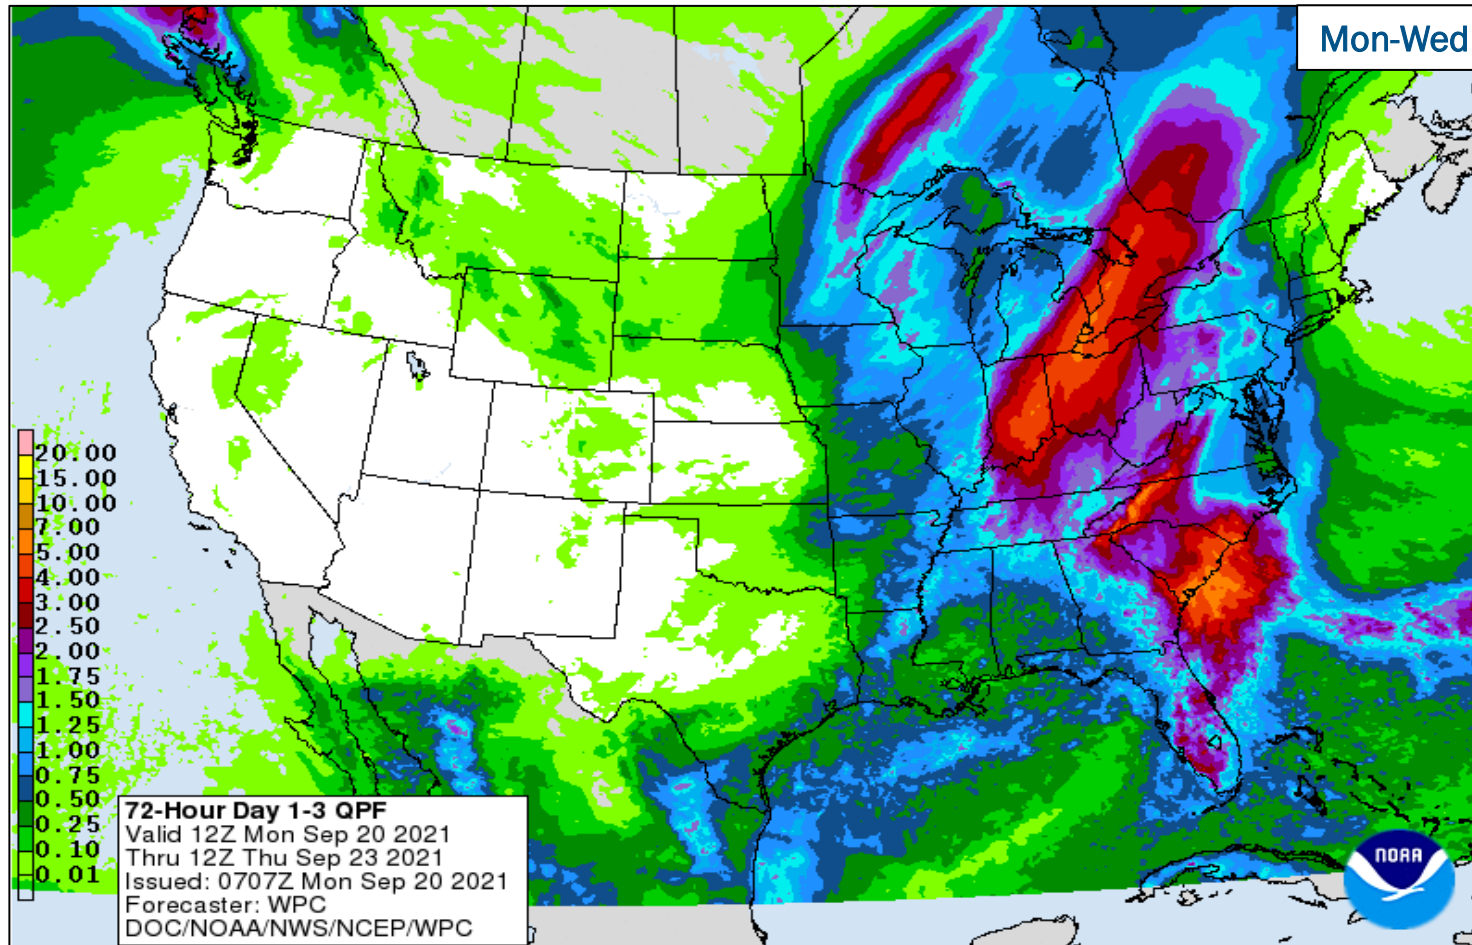 Mon-Wed
20.00
15.00
10.00
7.00
5.00
4.00
3.00
2.50
2.00
1.75
1.50
1.25
1.00
0.75
0.50
0.25
0.10
0.01
72-Hour Day 1-3 QPF
Valid 12Z Mon Sep 20 2021
Thru 12Z Thu Sep 23 2021
Issued: 0707Z Mon Sep 20 2021
Forecaster: WPC
DOC/NOAA/NWS/NCEP/WPC
NOAA